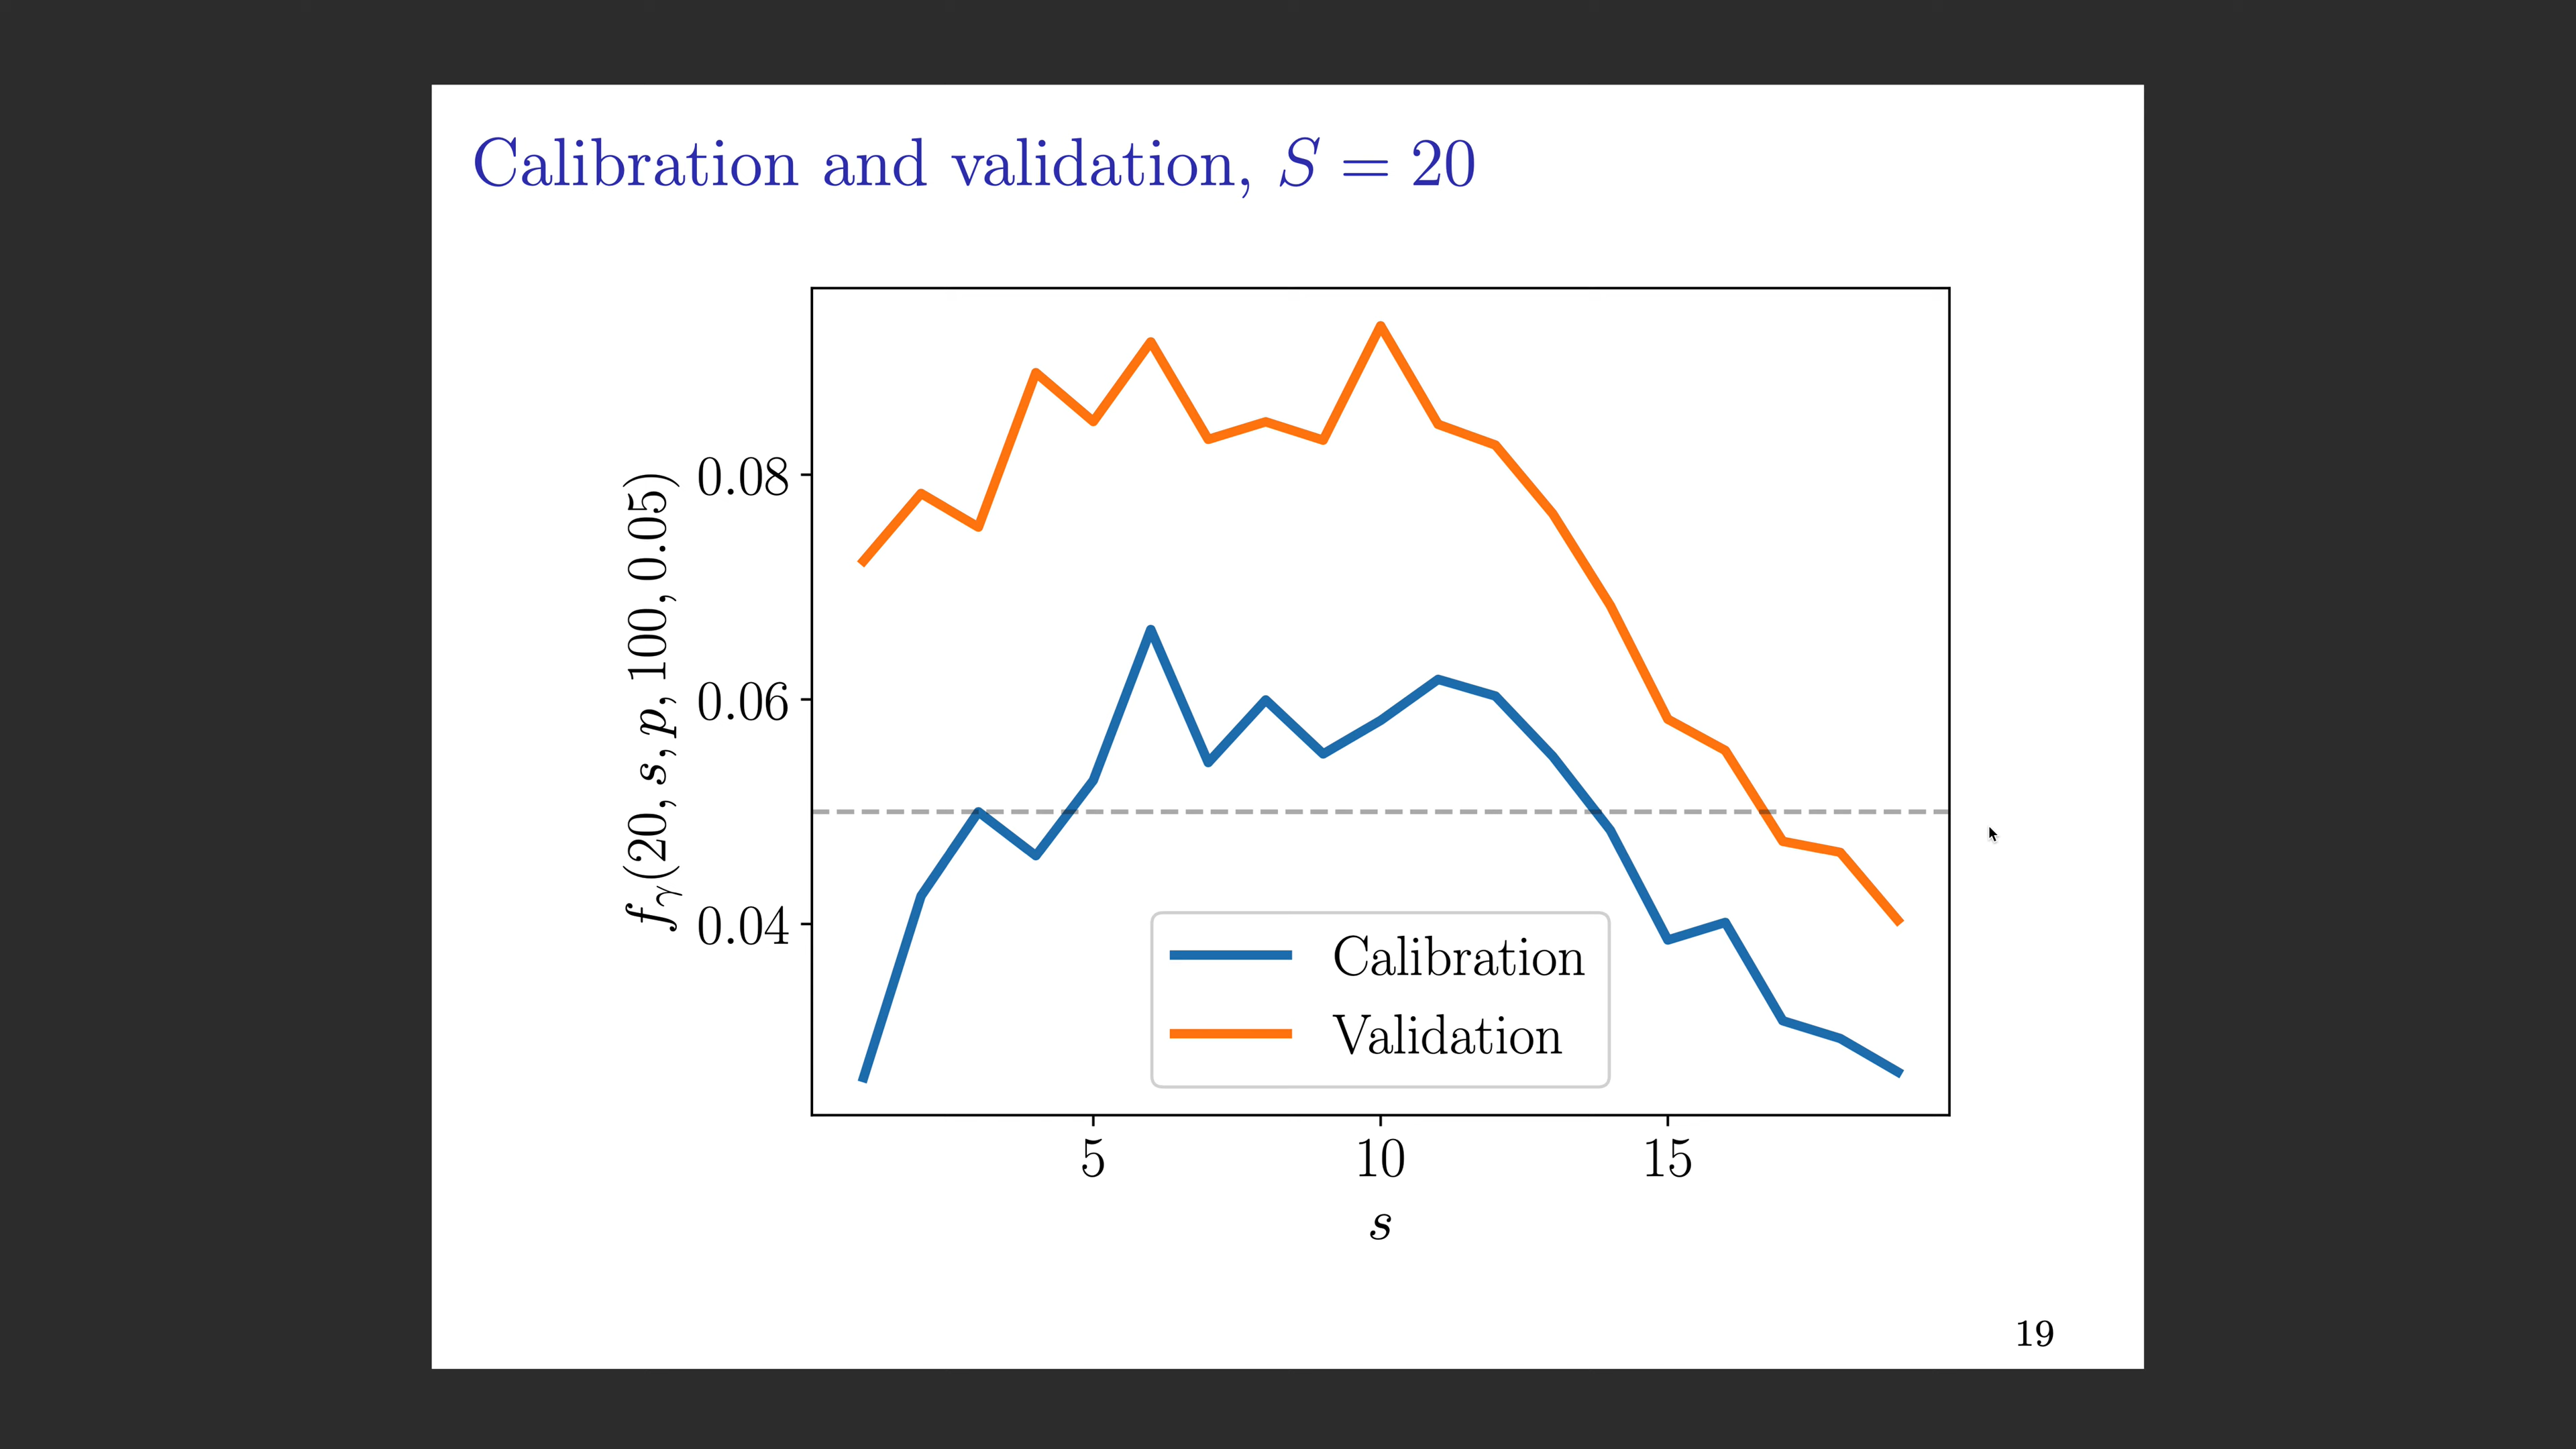 Calibration and validation, S = 20
f_γ(20, s, p, 100, 0.05)
0.08
0.06
0.04
Calibration
Validation
5 10 15
s
19